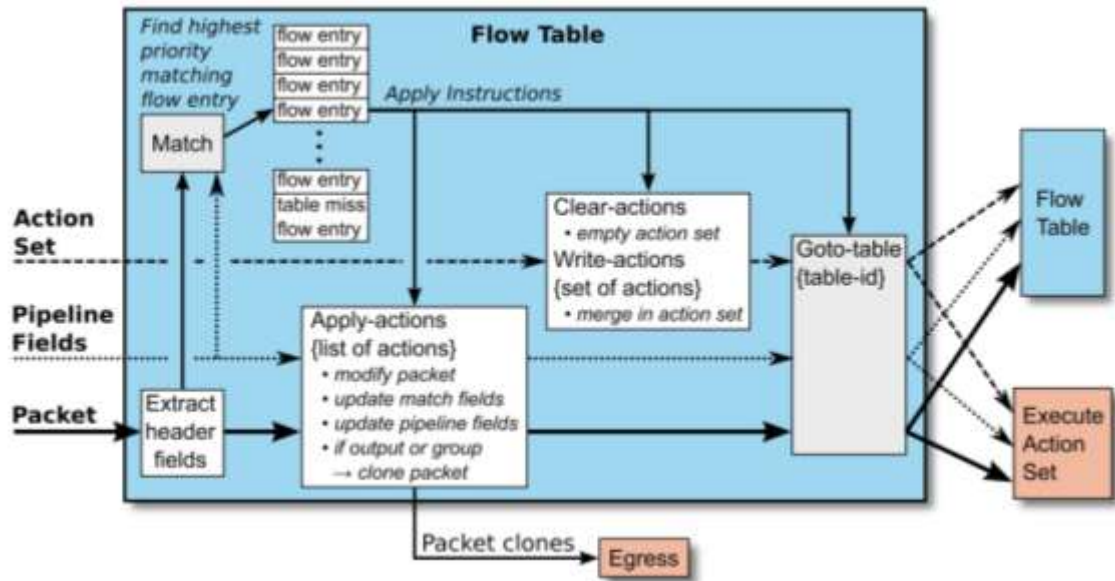 Find highest
priority
matching
flow entry
flow entry
flow entry
flow entry
flow entry
flow entry
table miss
flow entry
Flow Table
Apply Instructions
Match
Action
Set
Clear-actions
• empty action set
Write-actions
{set of actions}
• merge in action set
Goto-table
{table-id}
Flow
Table
Pipeline
Fields
Apply-actions
{list of actions}
• modify packet
• update match fields
• update pipeline fields
• if output or group
→ clone packet
Packet
Extract
header
fields
Execute
Action
Set
Packet clones
Egress